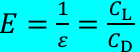 E = 1/ε = C_L/C_D